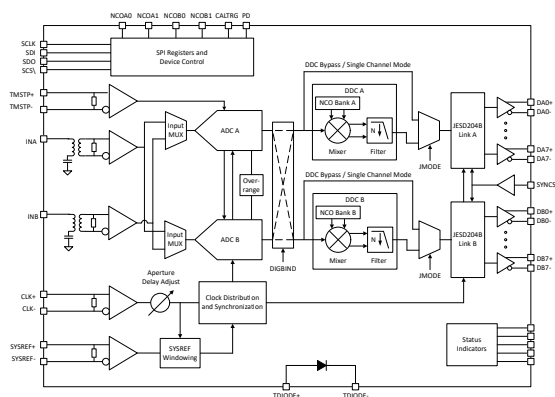 NCOA0 NCOA1 NCOB0 NCOB1 CALTRG PD
SCLK
SDI
SDO
SCS\
SPI Registers and
Device Control
TMSTP+
TMSTP-
INA
Input
MUX
ADC A
Over-
range
INB
Input
MUX
ADC B
DIGBIND
DDC Bypass / Single Channel Mode
DDC A
NCO Bank A
N
Mixer
Filter
JMODE
JESD204B
Link A
DA0+
DA0-
DA7+
DA7-
SYNCS
DDC Bypass / Single Channel Mode
DDC B
NCO Bank B
N
Mixer
Filter
JMODE
JESD204B
Link B
DB0+
DB0-
DB7+
DB7-
CLK+
CLK-
Aperture
Delay Adjust
Clock Distribution
and Synchronization
SYSREF+
SYSREF-
SYSREF
Windowing
Status
Indicators
TDIODE+
TDIODE-